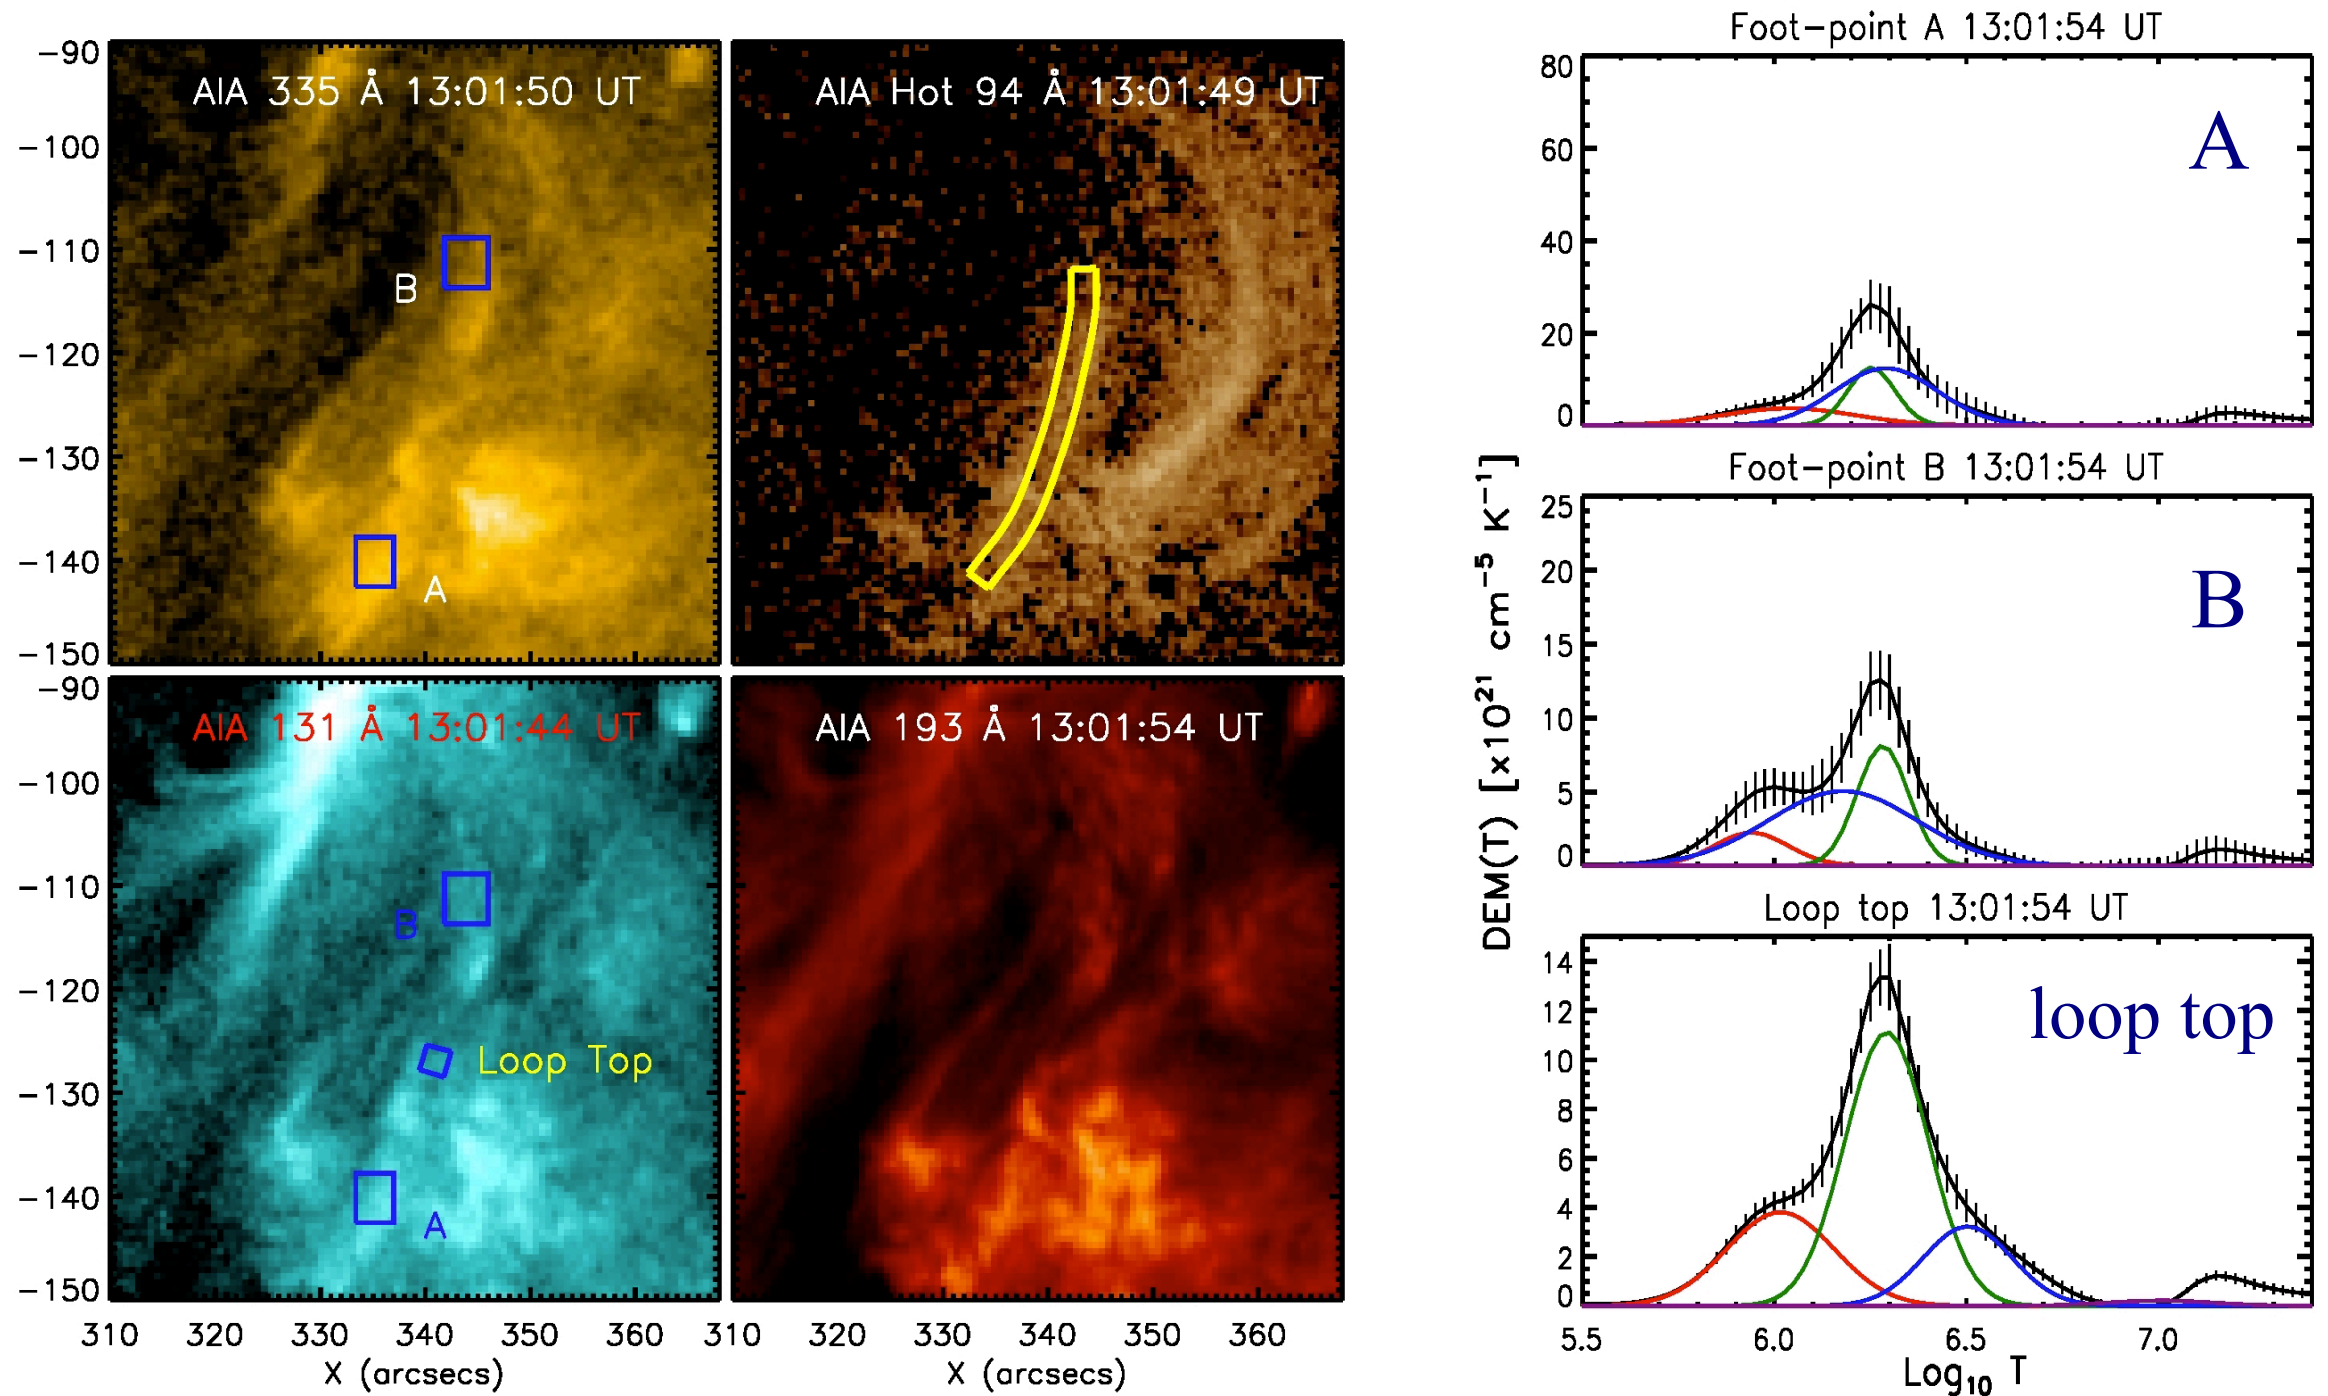 AIA 335 Å 13:01:50 UT
B
A
-90
-100
-110
-120
-130
-140
-150
AIA Hot 94 Å 13:01:49 UT
AIA 131 Å 13:01:44 UT
B
Loop Top
A
-90
-100
-110
-120
-130
-140
-150
310 320 330 340 350 360
X (arcsecs)
AIA 193 Å 13:01:54 UT
310 320 330 340 350 360
X (arcsecs)
Foot-point A 13:01:54 UT
A
80
60
40
20
0
Foot-point B 13:01:54 UT
B
25
20
15
10
5
0
DEM(T) [x10²¹ cm⁻⁵ K⁻¹]
Loop top 13:01:54 UT
loop top
14
12
10
8
6
4
2
0
5.5 6.0 6.5 7.0
Log₁₀ T